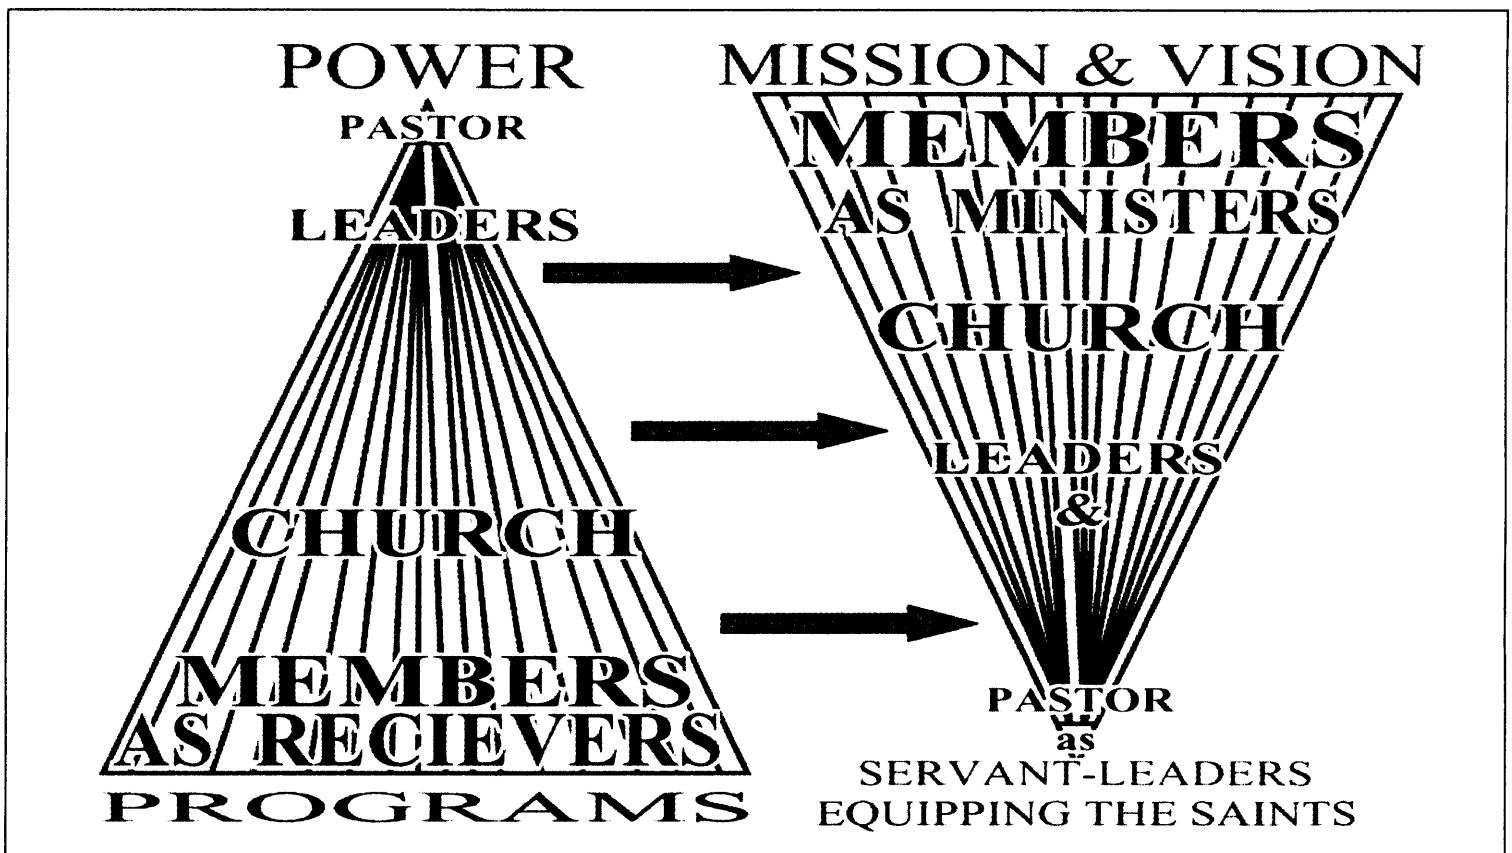 POWER
PASTOR
LEADERS
CHURCH
MEMBERS
AS RECIEVERS
PROGRAMS
MISSION & VISION
MEMBERS
AS MINISTERS
CHURCH
LEADERS
&
PASTOR
as
SERVANT-LEADERS
EQUIPPING THE SAINTS